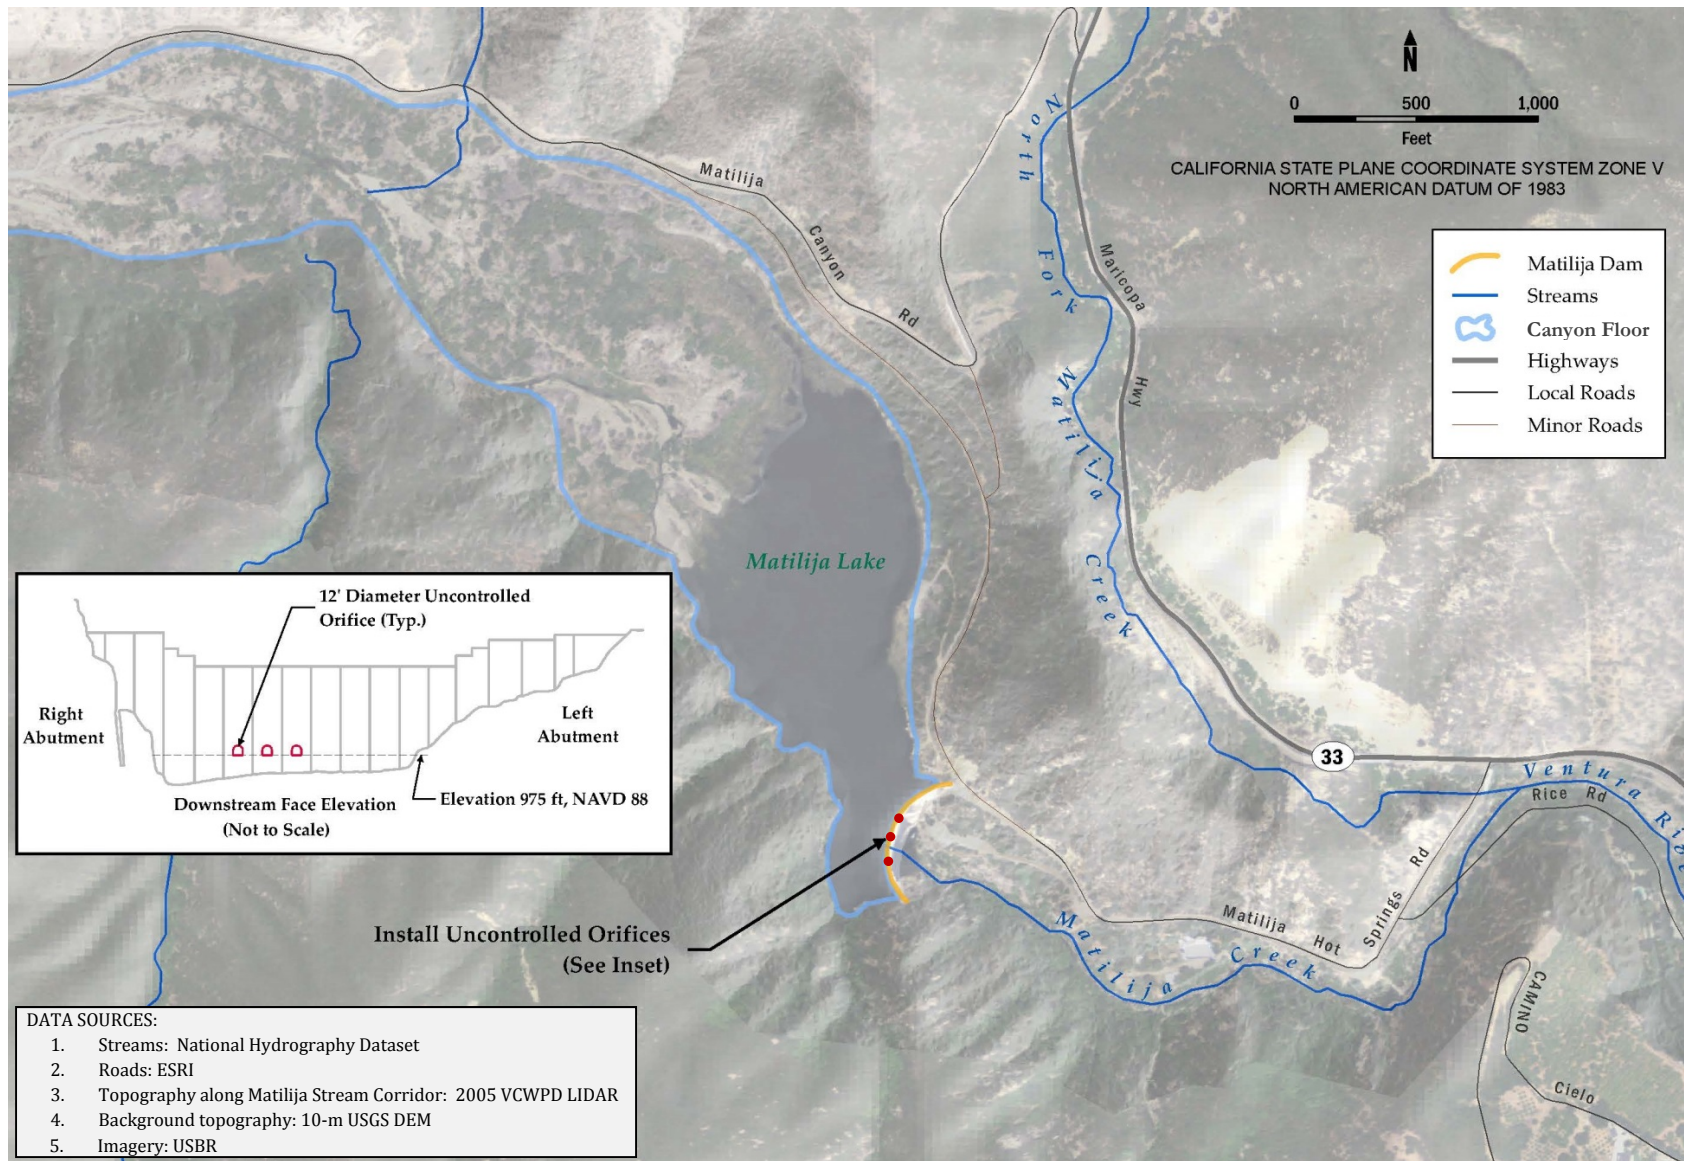 N
0 500 1,000
Feet
CALIFORNIA STATE PLANE COORDINATE SYSTEM ZONE V
NORTH AMERICAN DATUM OF 1983
Matilija Dam
Streams
Canyon Floor
Highways
Local Roads
Minor Roads
Matilija Canyon Rd
North Fork Matilija Creek
Maricopa Hwy
Matilija Lake
33
Ventura River
Rice Rd
12' Diameter Uncontrolled
Orifice (Typ.)
Right
Abutment
Left
Abutment
Downstream Face Elevation
(Not to Scale)
Elevation 975 ft, NAVD 88
Install Uncontrolled Orifices
(See Inset)
Matilija Creek
Matilija Hot Springs Rd
CAMINO
Cielo
DATA SOURCES:
1. Streams: National Hydrography Dataset
2. Roads: ESRI
3. Topography along Matilija Stream Corridor: 2005 VCWPD LIDAR
4. Background topography: 10-m USGS DEM
5. Imagery: USBR